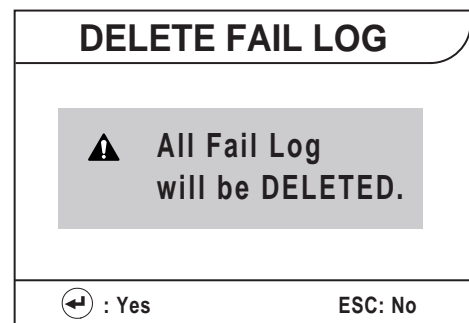 DELETE FAIL LOG
All Fail Log
will be DELETED.
: Yes
ESC: No